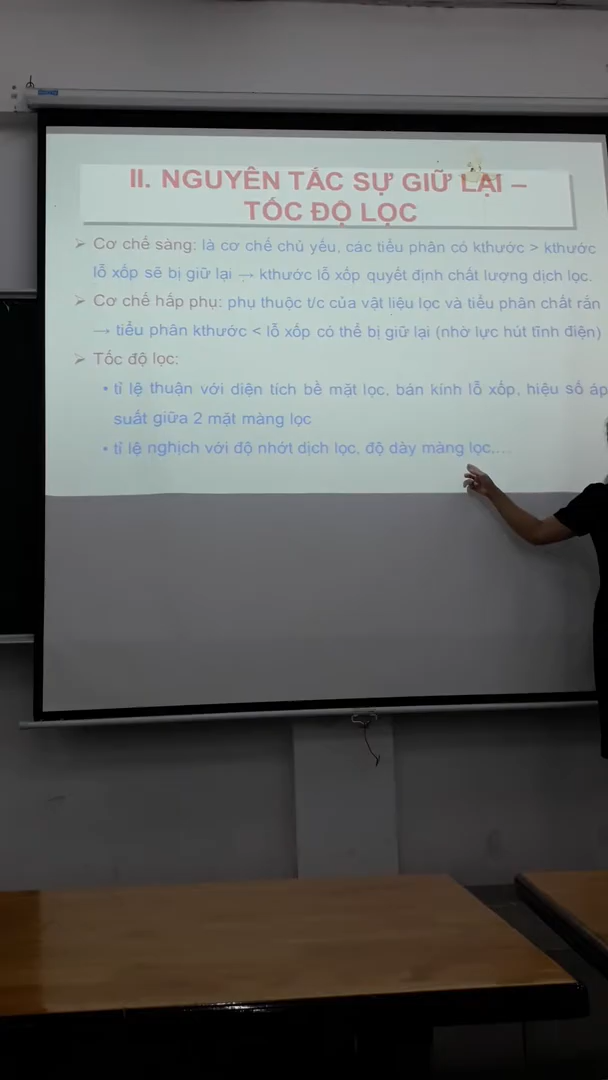 II. NGUYÊN TẮC SỰ GIỮ LẠI –
TỐC ĐỘ LỌC
➢ Cơ chế sàng: là cơ chế chủ yếu, các tiểu phân có kthước > kthước
lỗ xốp sẽ bị giữ lại → kthước lỗ xốp quyết định chất lượng dịch lọc.
➢ Cơ chế hấp phụ: phụ thuộc t/c của vật liệu lọc và tiểu phân chất rắn
→ tiểu phân kthước < lỗ xốp có thể bị giữ lại (nhờ lực hút tĩnh điện)
➢ Tốc độ lọc:
• tỉ lệ thuận với diện tích bề mặt lọc, bán kính lỗ xốp, hiệu số áp
suất giữa 2 mặt màng lọc
• tỉ lệ nghịch với độ nhớt dịch lọc, độ dày màng lọc....